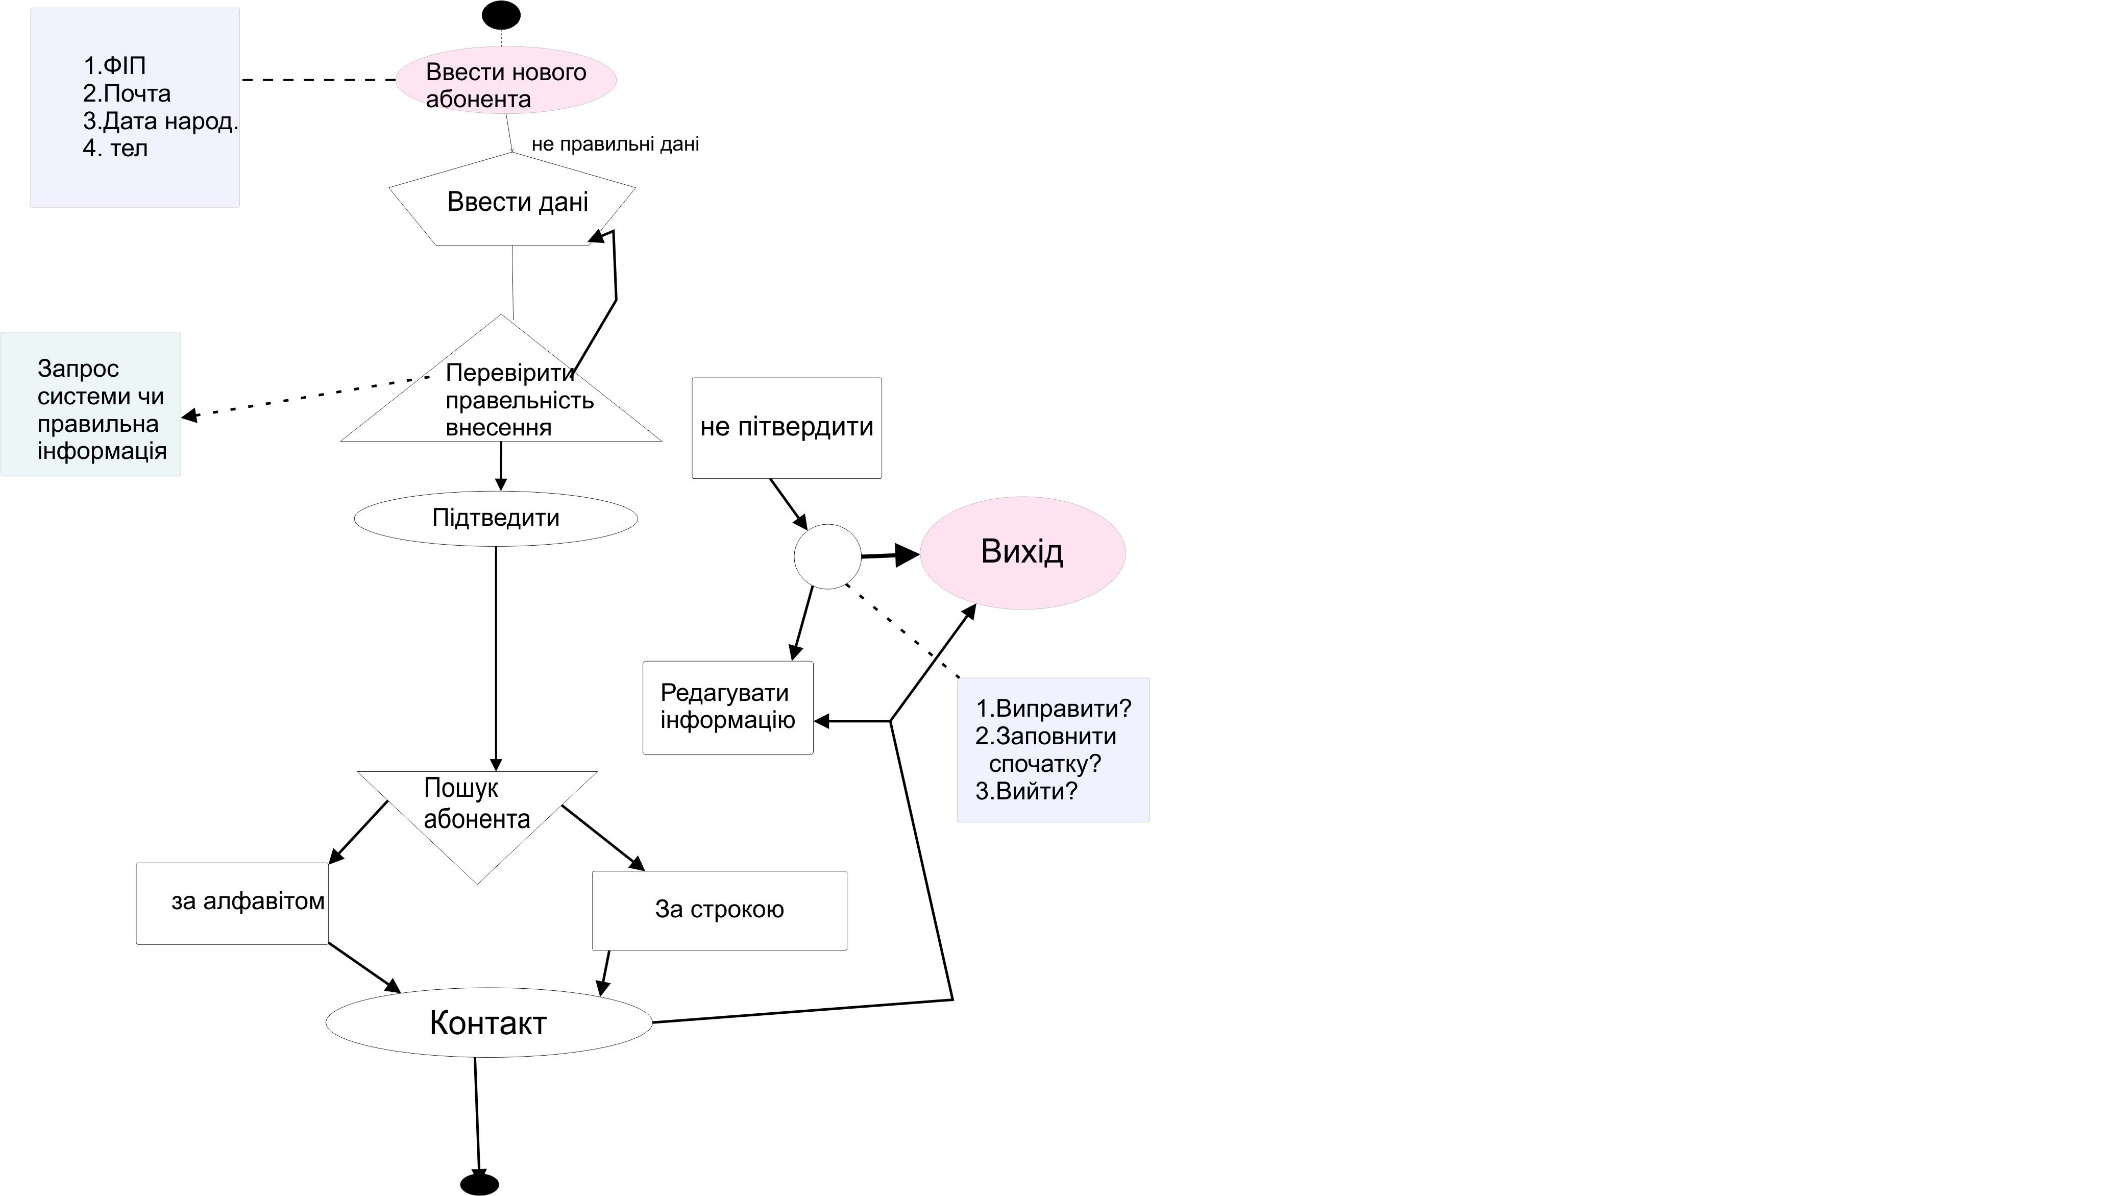 1.ФІП
2.Почта
3.Дата народ.
4. тел
Ввести нового
абонента
не правильні дані
Ввести дані
Запрос
системи чи
правильна
інформація
Перевірити
правельність
внесення
не пітвердити
Підтведити
Вихід
Редагувати
інформацію
1.Виправити?
2.Заповнити
спочатку?
3.Вийти?
Пошук
абонента
за алфавітом
За строкою
Контакт